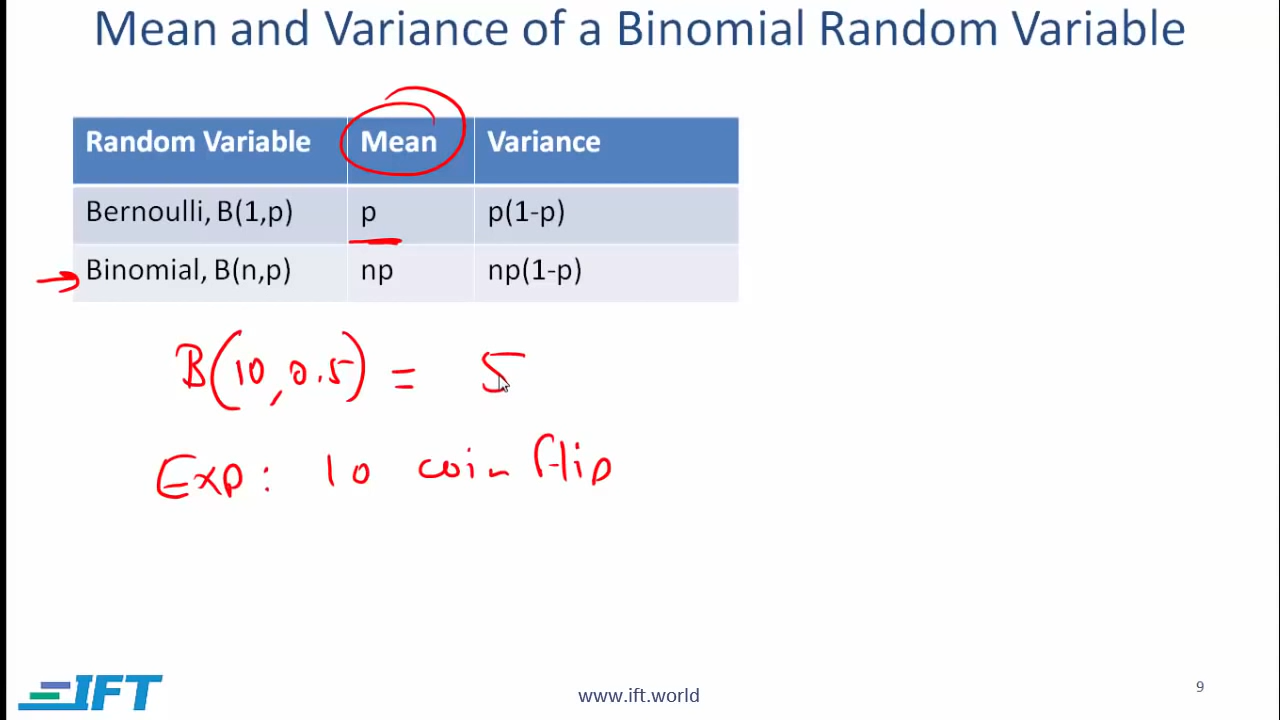 Mean and Variance of a Binomial Random Variable
Random Variable Mean Variance
Bernoulli, B(1,p) p p(1-p)
Binomial, B(n,p) np np(1-p)
B(10,0.5) = 5
Exp: 10 coin flip
IFT
www.ift.world
9